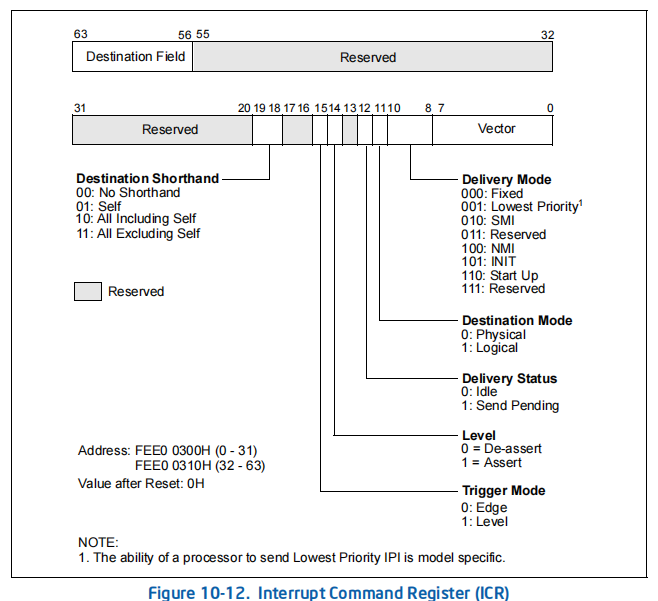 63 56 55 32
Destination Field Reserved
31 20 19 18 17 16 15 14 13 12 11 10 8 7 0
Reserved Vector
Destination Shorthand
00: No Shorthand
01: Self
10: All Including Self
11: All Excluding Self
Reserved
Delivery Mode
000: Fixed
001: Lowest Priority1
010: SMI
011: Reserved
100: NMI
101: INIT
110: Start Up
111: Reserved
Destination Mode
0: Physical
1: Logical
Delivery Status
0: Idle
1: Send Pending
Level
0 = De-assert
1 = Assert
Trigger Mode
0: Edge
1: Level
Address: FEE0 0300H (0 - 31)
FEE0 0310H (32 - 63)
Value after Reset: 0H
NOTE:
1. The ability of a processor to send Lowest Priority IPI is model specific.
Figure 10-12. Interrupt Command Register (ICR)